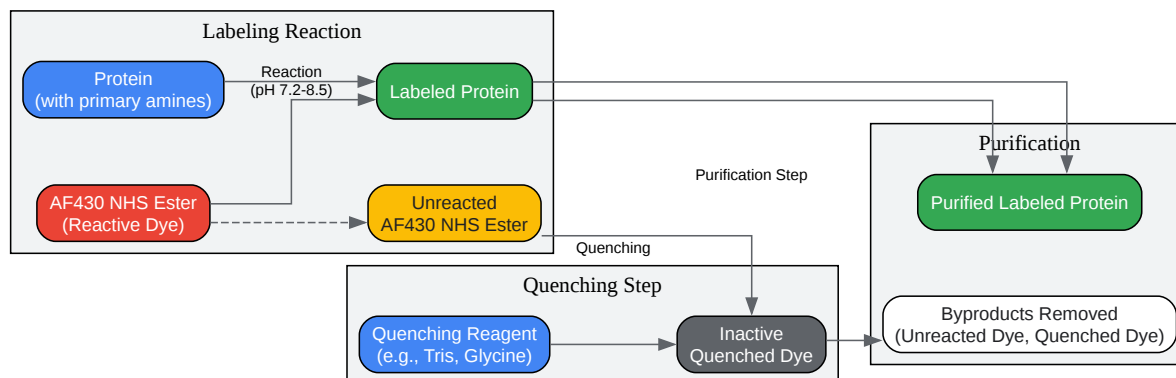 Labeling Reaction
Protein
(with primary amines)
Reaction
(pH 7.2-8.5)
Labeled Protein
AF430 NHS Ester
(Reactive Dye)
Unreacted
AF430 NHS Ester
Purification Step
Purification
Purified Labeled Protein
Quenching
Quenching Step
Quenching Reagent
(e.g., Tris, Glycine)
Inactive
Quenched Dye
Byproducts Removed
(Unreacted Dye, Quenched Dye)